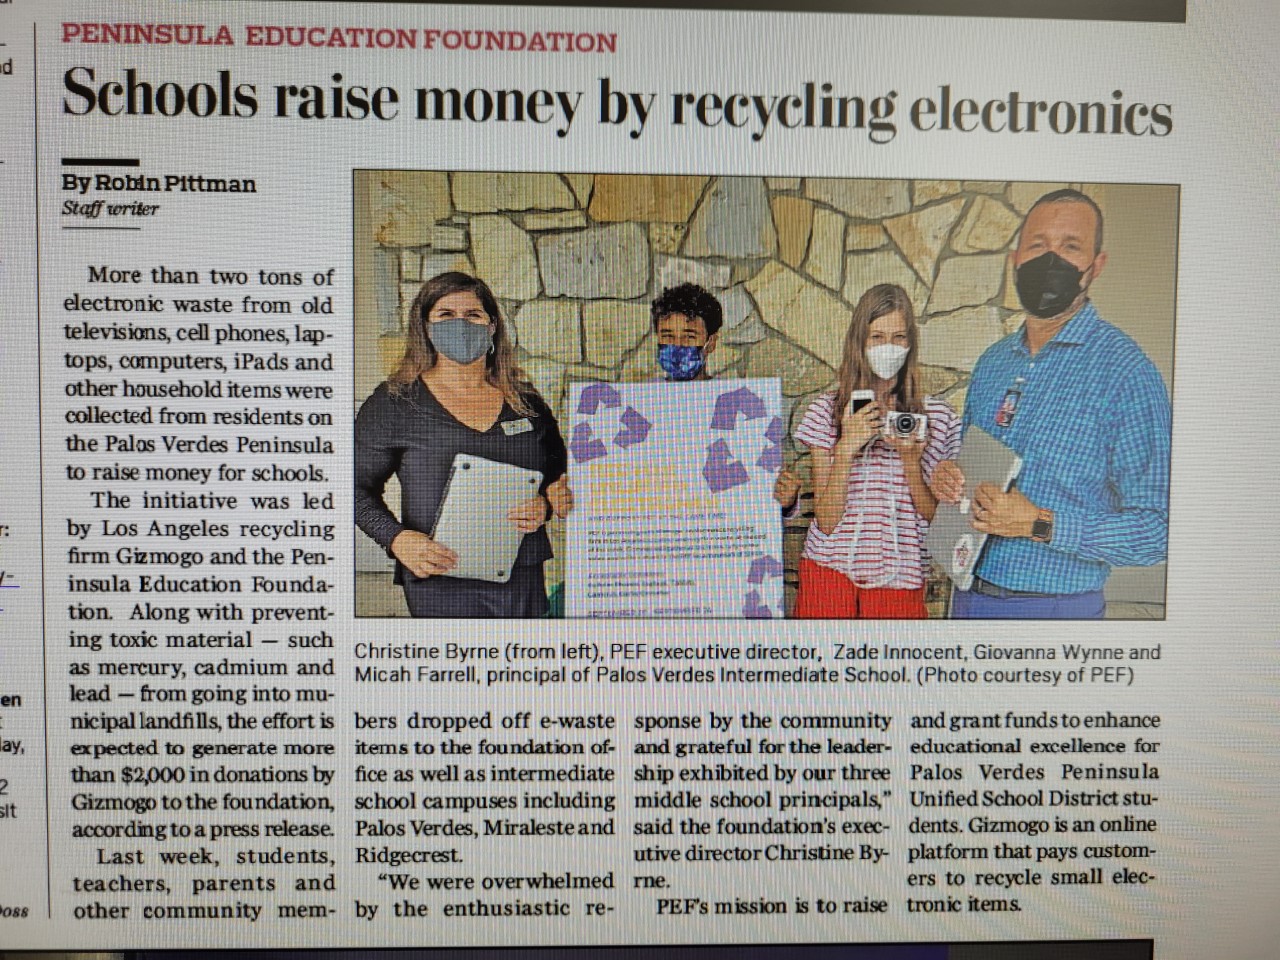 PENINSULA EDUCATION FOUNDATION
Schools raise money by recycling electronics
By Robin Pittman
Staff writer
More than two tons of
electronic waste from old
televisions, cell phones, lap-
tops, computers, iPads and
other household items were
collected from residents on
the Palos Verdes Peninsula
to raise money for schools.
The initiative was led
by Los Angeles recycling
firm Gizmogo and the Pen-
insula Education Founda-
tion. Along with prevent-
ing toxic material — such
as mercury, cadmium and
lead — from going into mu-
nicipal landfills, the effort is
expected to generate more
than $2,000 in donations by
Gizmogo to the foundation,
according to a press release.
Last week, students,
teachers, parents and
other community mem-
Christine Byrne (from left), PEF executive director, Zade Innocent, Giovanna Wynne and
Micah Farrell, principal of Palos Verdes Intermediate School. (Photo courtesy of PEF)
bers dropped off e-waste
items to the foundation of-
fice as well as intermediate
school campuses including
Palos Verdes, Miraleste and
Ridgecrest.
“We were overwhelmed
by the enthusiastic re-
sponse by the community
and grateful for the leader-
ship exhibited by our three
middle school principals,”
said the foundation’s exec-
utive director Christine By-
rne.
PEF’s mission is to raise
and grant funds to enhance
educational excellence for
Palos Verdes Peninsula
Unified School District stu-
dents. Gizmogo is an online
platform that pays custom-
ers to recycle small elec-
tronic items.